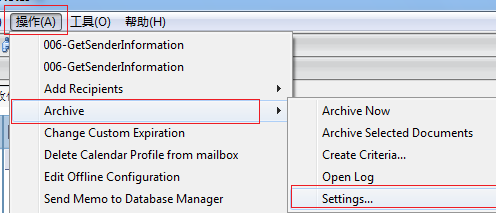 操作(A) 工具(O) 帮助(H)
006-GetSenderInformation
006-GetSenderInformation
Add Recipients
Archive
Change Custom Expiration
Delete Calendar Profile from mailbox
Edit Offline Configuration
Send Memo to Database Manager
Archive Now
Archive Selected Documents
Create Criteria...
Open Log
Settings...